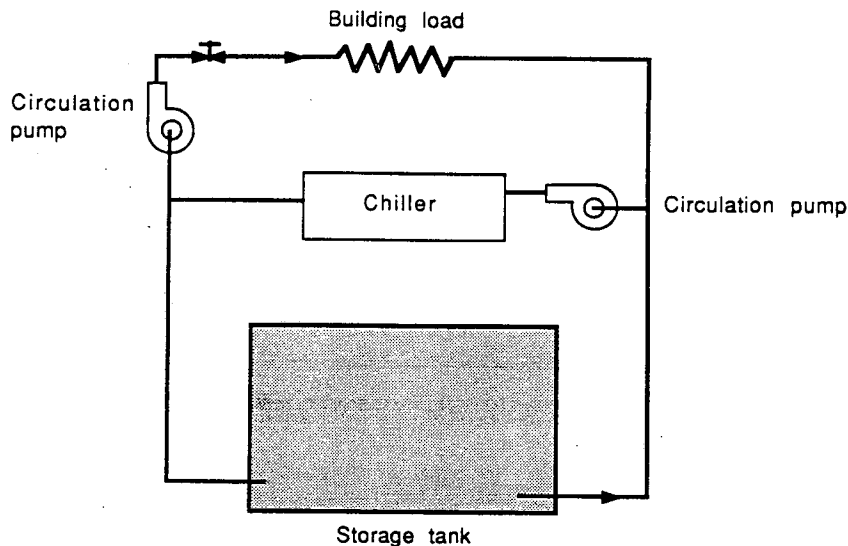 Building load
Circulation
pump
Chiller
Circulation pump
Storage tank